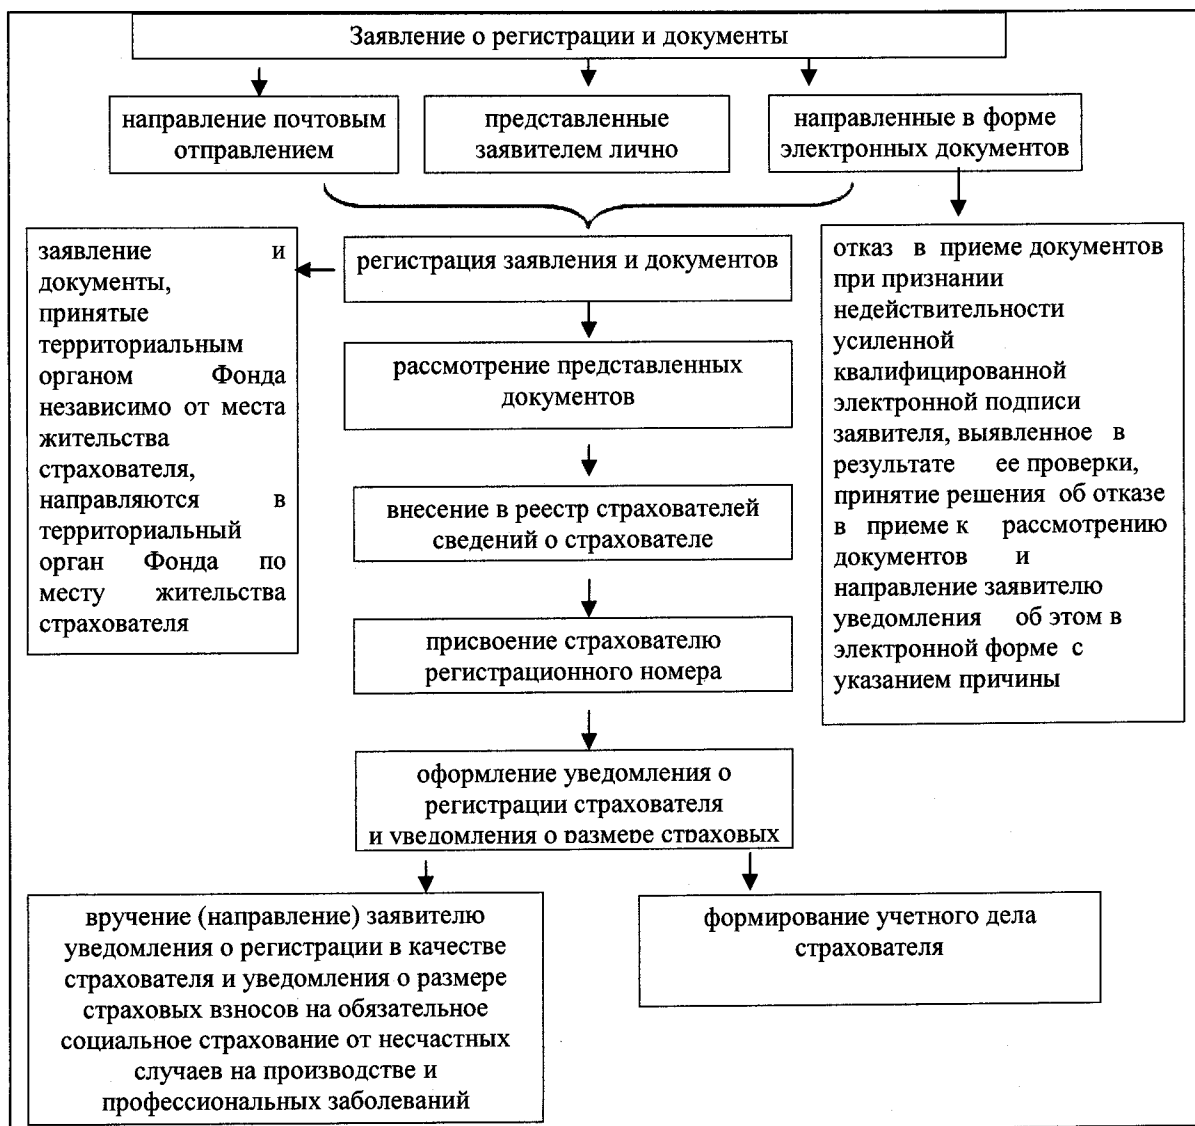 Заявление о регистрации и документы
направление почтовым
отправлением
представленные
заявителем лично
направленные в форме
электронных документов
заявление и
документы,
принятые
территориальным
органом Фонда
независимо от места
жительства
страхователя,
направляются в
территориальный
орган Фонда по
месту жительства
страхователя
регистрация заявления и документов
рассмотрение представленных
документов
внесение в реестр страхователей
сведений о страхователе
присвоение страхователю
регистрационного номера
оформление уведомления о
регистрации страхователя
и уведомления о размере страховых
отказ в приеме документов
при признании
недействительности
усиленной
квалифицированной
электронной подписи
заявителя, выявленное в
результате ее проверки,
принятие решения об отказе
в приеме к рассмотрению
документов и
направление заявителю
уведомления об этом в
электронной форме с
указанием причины
вручение (направление) заявителю
уведомления о регистрации в качестве
страхователя и уведомления о размере
страховых взносов на обязательное
социальное страхование от несчастных
случаев на производстве и
профессиональных заболеваний
формирование учетного дела
страхователя